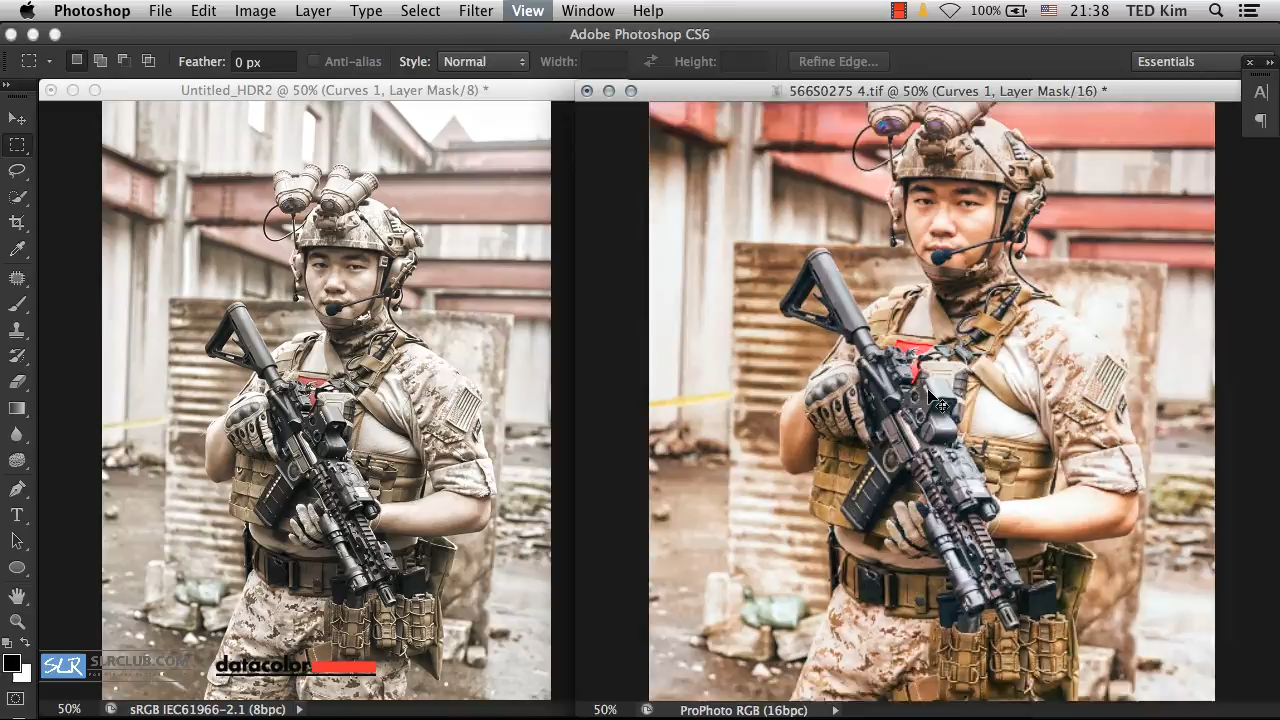 Photoshop File Edit Image Layer Type Select Filter View Window Help 100% 21:38 TED Kim
Adobe Photoshop CS6
Feather: 0 px Anti-alias Style: Normal Width: Height: Refine Edge... Essentials
Untitled_HDR2 @ 50% (Curves 1, Layer Mask/8) *
566S0275 4.tif @ 50% (Curves 1, Layer Mask/16) *
SLR SLRCLUB.COM
datacolor
50% sRGB IEC61966-2.1 (8bpc)
50% ProPhoto RGB (16bpc)